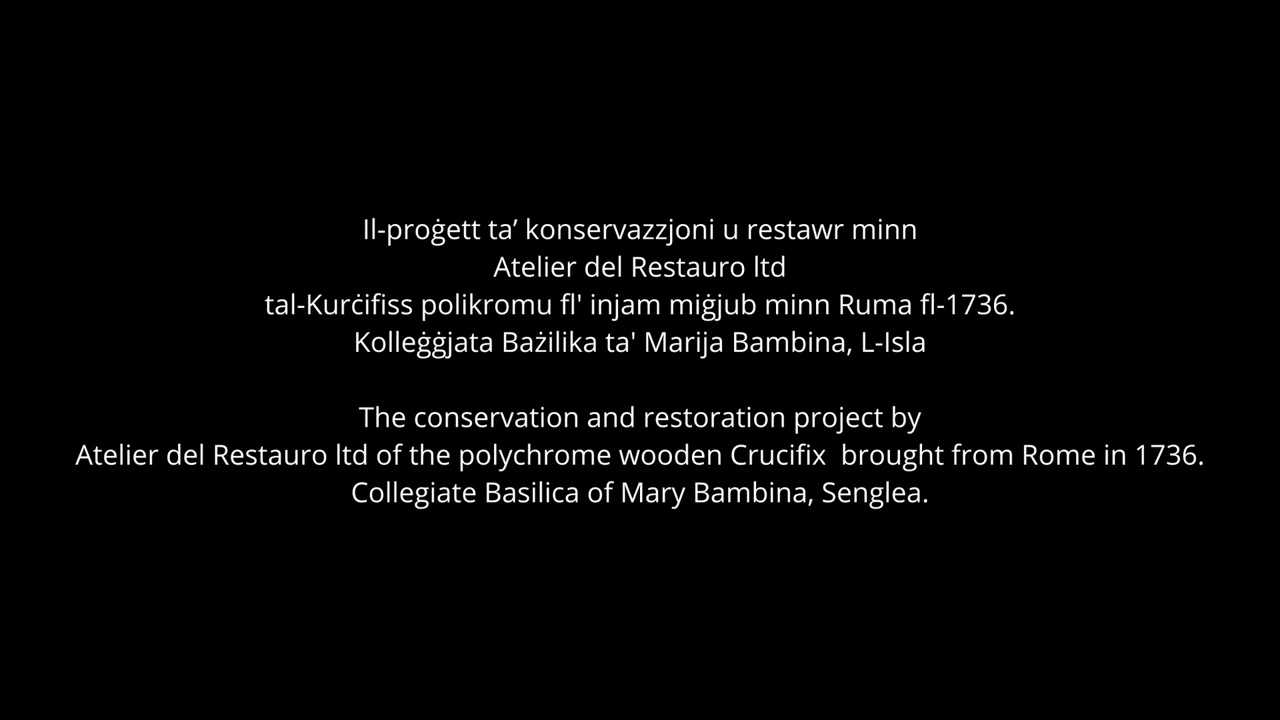 Il-proġett ta’ konservazzjoni u restawr minn
Atelier del Restauro ltd
tal-Kurċifiss polikromu fl' injam miġjub minn Ruma fl-1736.
Kolleġġjata Bażilika ta' Marija Bambina, L-Isla
The conservation and restoration project by
Atelier del Restauro ltd of the polychrome wooden Crucifix  brought from Rome in 1736.
Collegiate Basilica of Mary Bambina, Senglea.